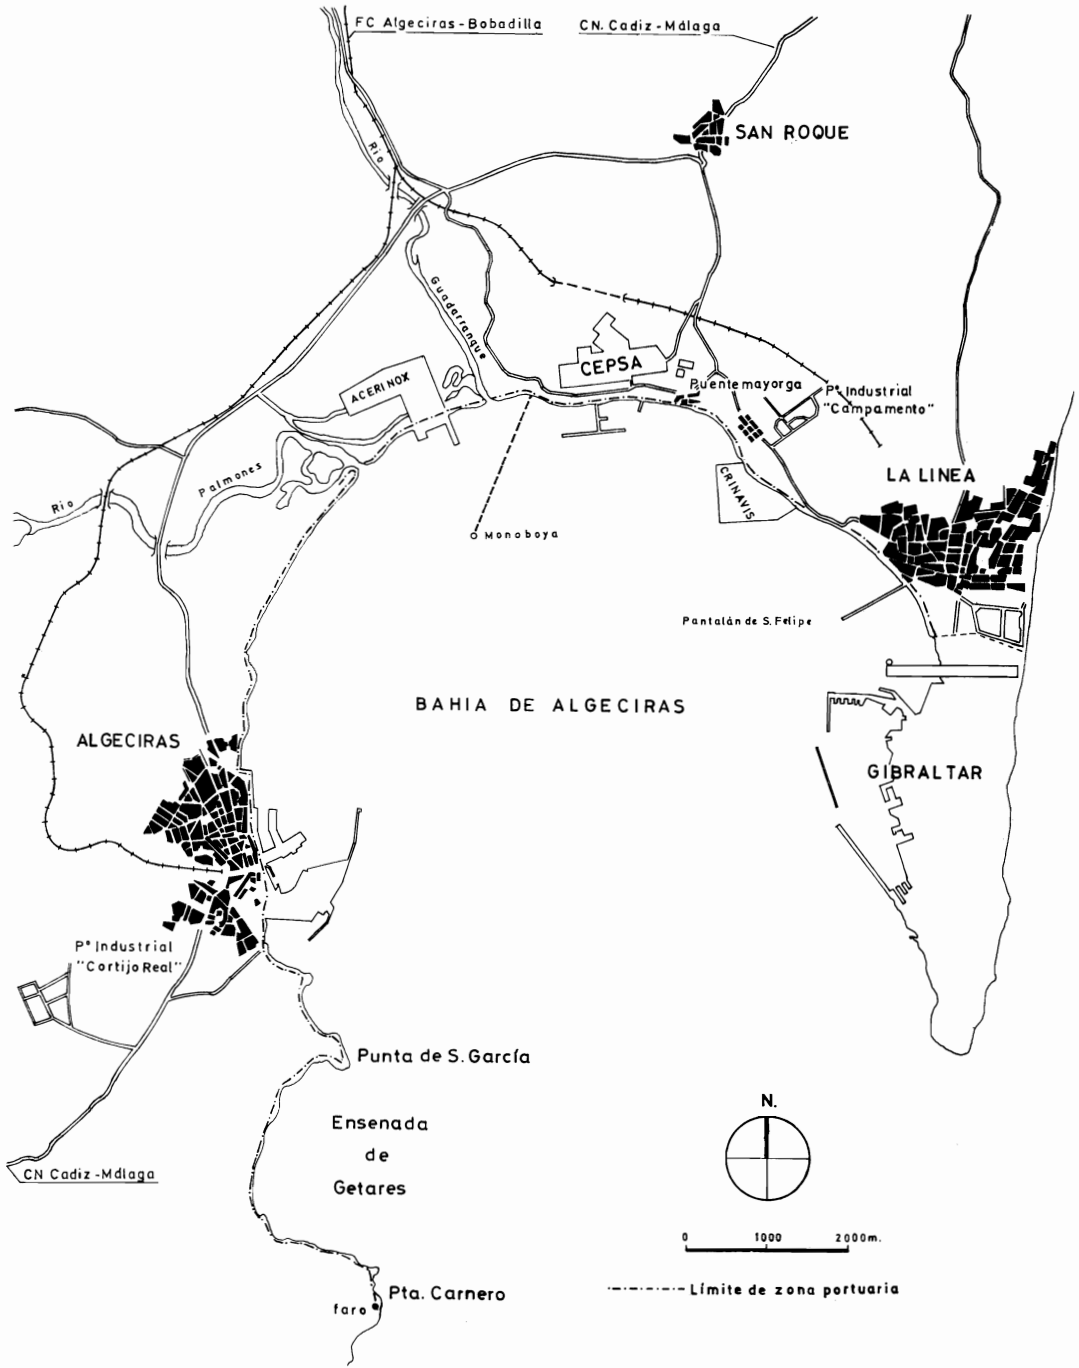 FC Algeciras-Bobadilla
CN. Cadiz-Málaga
SAN ROQUE
Río
Guadarranque
CEPSA
ACERINOX
Puentemayorga
Pº Industrial
"Campamento"
LA LINEA
Palmones
Río
CRINAVIS
Monoboya
Pantalán de S. Felipe
BAHIA DE ALGECIRAS
ALGECIRAS
GIBRALTAR
Pº Industrial
"Cortijo Real"
Punta de S. García
Ensenada
de
Getares
N.
CN Cadiz-Málaga
0 1000 2000m.
Límite de zona portuaria
Pta. Carnero
faro